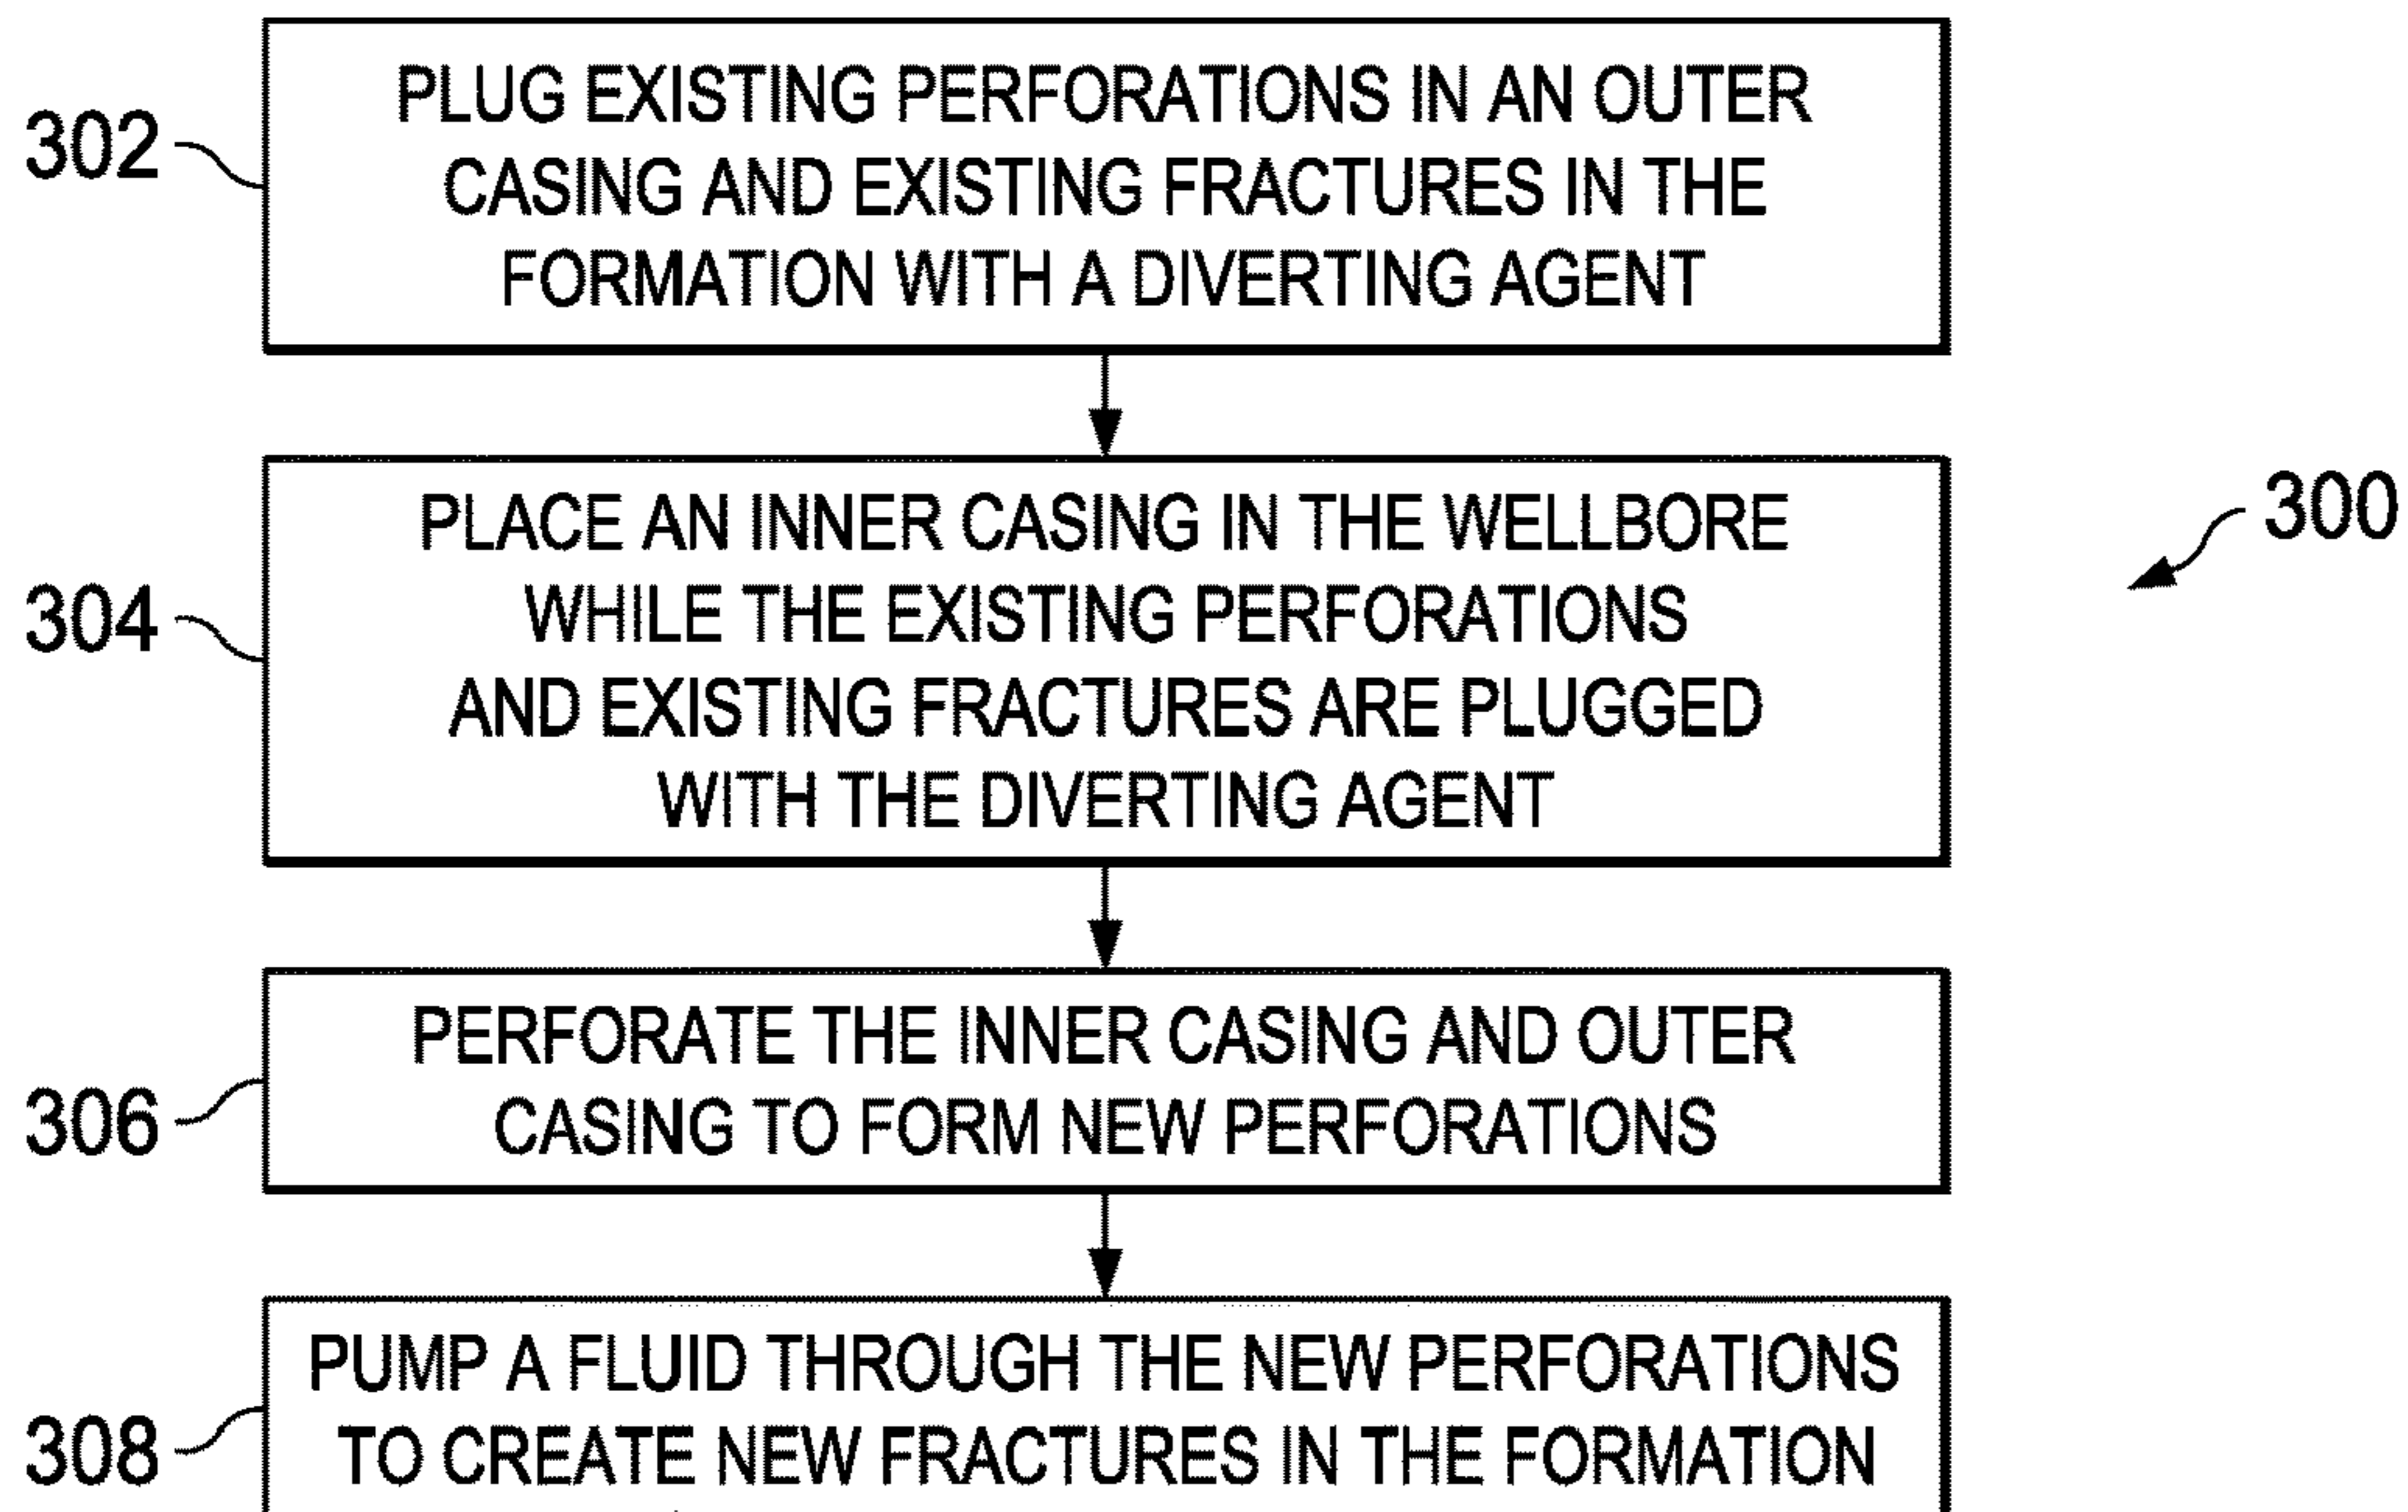 302
PLUG EXISTING PERFORATIONS IN AN OUTER
CASING AND EXISTING FRACTURES IN THE
FORMATION WITH A DIVERTING AGENT
304
PLACE AN INNER CASING IN THE WELLBORE
WHILE THE EXISTING PERFORATIONS
AND EXISTING FRACTURES ARE PLUGGED
WITH THE DIVERTING AGENT
300
306
PERFORATE THE INNER CASING AND OUTER
CASING TO FORM NEW PERFORATIONS
308
PUMP A FLUID THROUGH THE NEW PERFORATIONS
TO CREATE NEW FRACTURES IN THE FORMATION